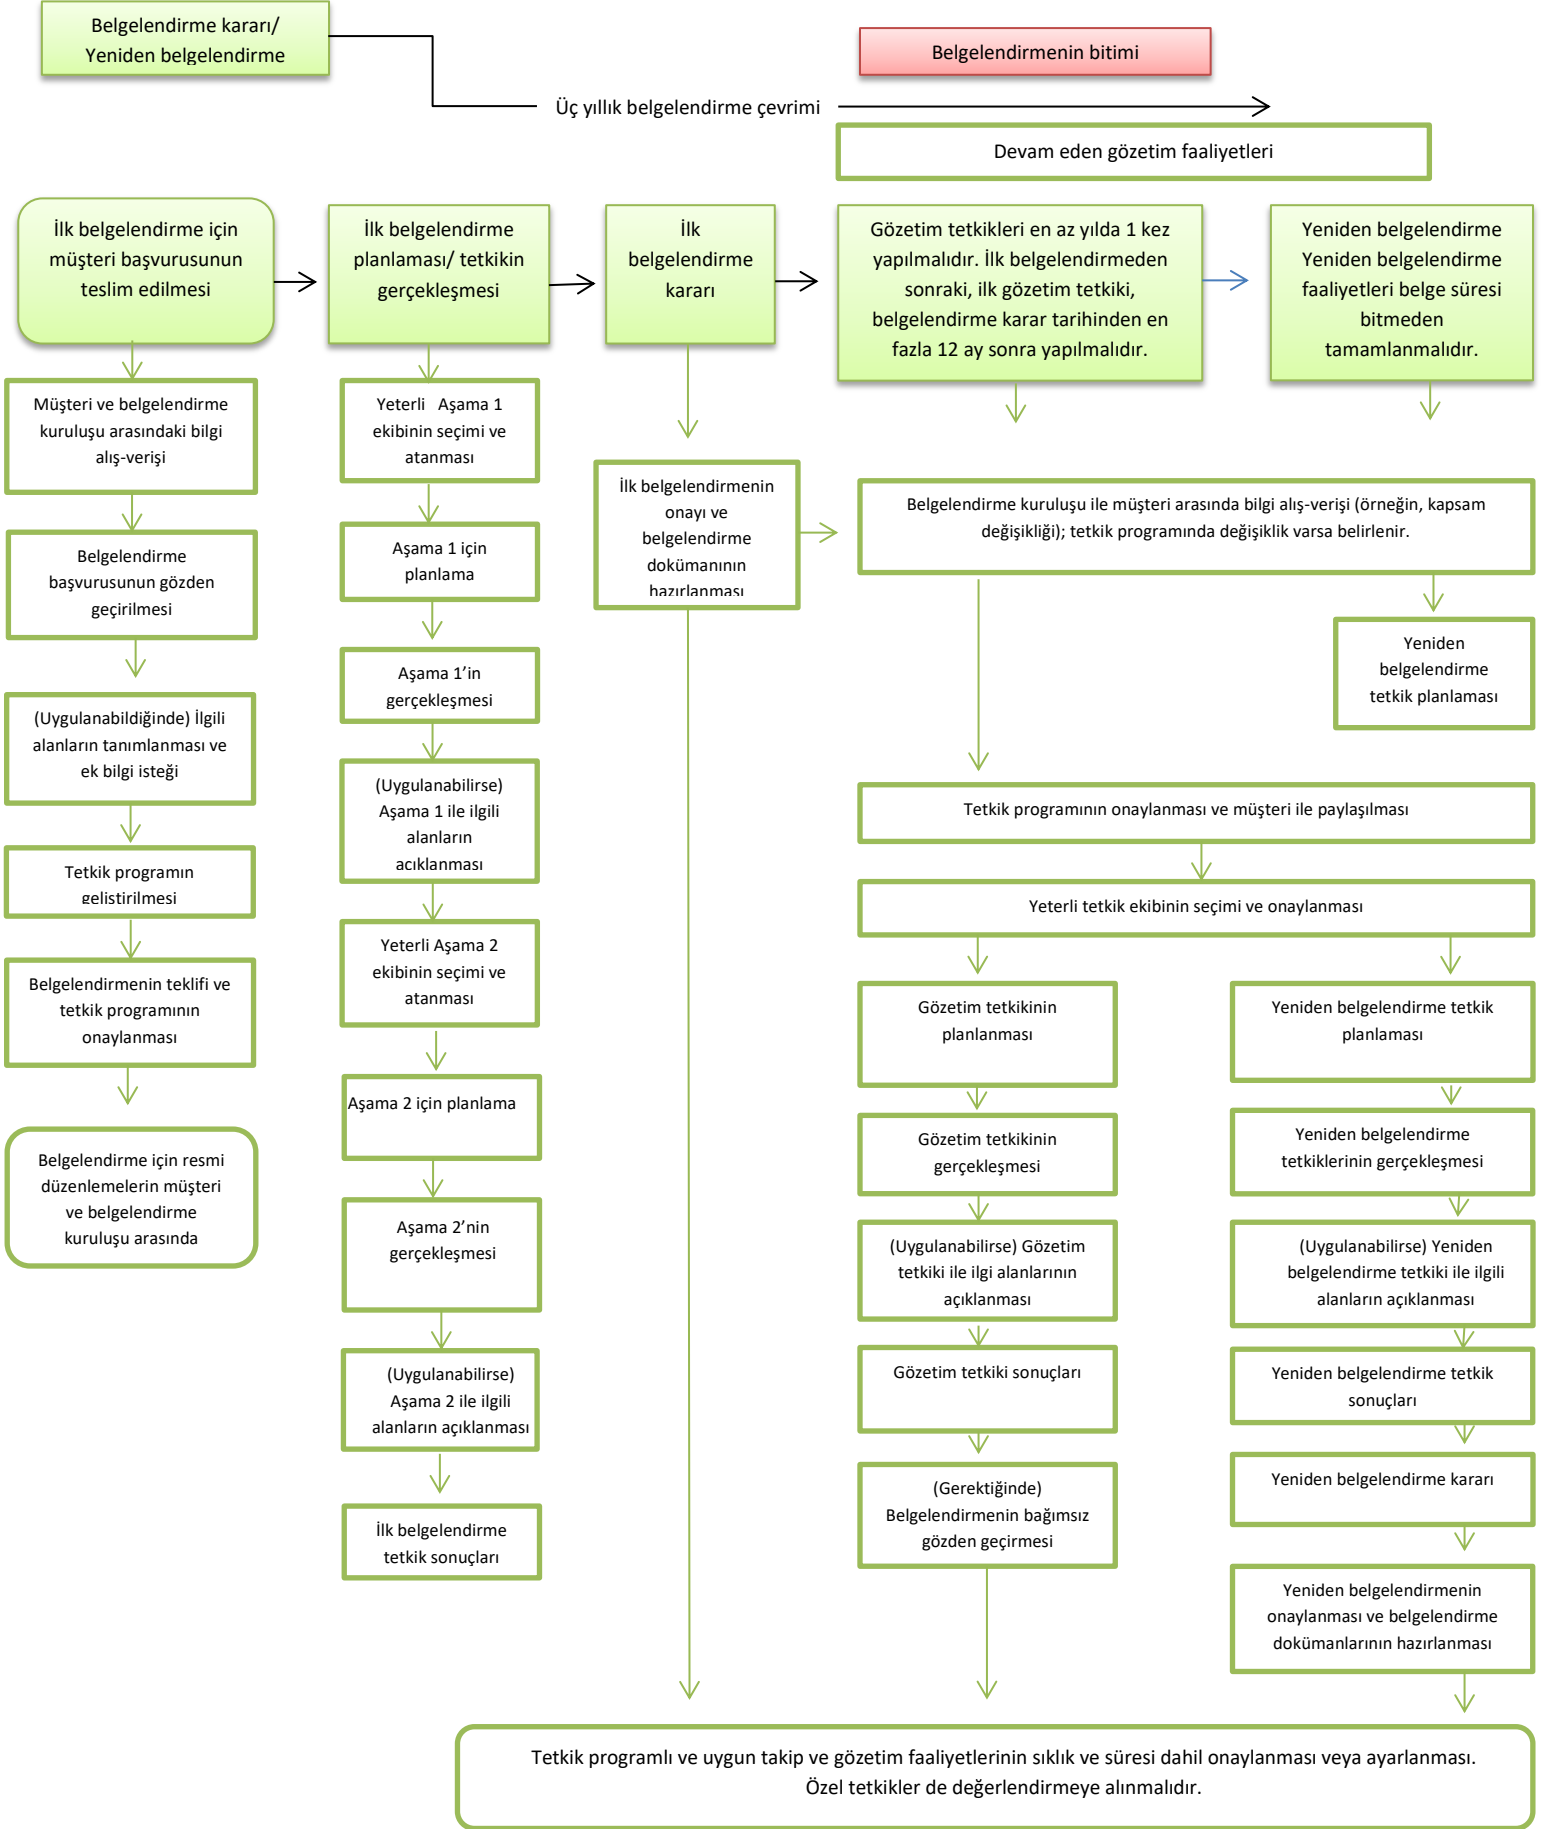 Belgelendirme kararı/
Yeniden belgelendirme
Belgelendirmenin bitimi
Üç yıllık belgelendirme çevrimi
Devam eden gözetim faaliyetleri
İlk belgelendirme için
müşteri başvurusunun
teslim edilmesi
İlk belgelendirme
planlaması/ tetkikin
gerçekleşmesi
İlk
belgelendirme
kararı
Gözetim tetkikleri en az yılda 1 kez
yapılmalıdır. İlk belgelendirmeden
sonraki, ilk gözetim tetkiki,
belgelendirme karar tarihinden en
fazla 12 ay sonra yapılmalıdır.
Yeniden belgelendirme
Yeniden belgelendirme
faaliyetleri belge süresi
bitmeden
tamamlanmalıdır.
Müşteri ve belgelendirme
kuruluşu arasındaki bilgi
alış-verişi
Belgelendirme
başvurusunun gözden
geçirilmesi
(Uygulanabildiğinde) İlgili
alanların tanımlanması ve
ek bilgi isteği
Tetkik programın
geliştirilmesi
Belgelendirmenin teklifi ve
tetkik programının
onaylanması
Belgelendirme için resmi
düzenlemelerin müşteri
ve belgelendirme
kuruluşu arasında
Yeterli Aşama 1
ekibinin seçimi ve
atanması
Aşama 1 için
planlama
Aşama 1’in
gerçekleşmesi
(Uygulanabilirse)
Aşama 1 ile ilgili
alanların
açıklanması
Yeterli Aşama 2
ekibinin seçimi ve
atanması
Aşama 2 için planlama
Aşama 2’nin
gerçekleşmesi
(Uygulanabilirse)
Aşama 2 ile ilgili
alanların açıklanması
İlk belgelendirme
tetkik sonuçları
İlk belgelendirmenin
onayı ve
belgelendirme
dokümanının
hazırlanması
Belgelendirme kuruluşu ile müşteri arasında bilgi alış-verişi (örneğin, kapsam
değişikliği); tetkik programında değişiklik varsa belirlenir.
Yeniden
belgelendirme
tetkik planlaması
Tetkik programının onaylanması ve müşteri ile paylaşılması
Yeterli tetkik ekibinin seçimi ve onaylanması
Gözetim tetkikinin
planlanması
Gözetim tetkikinin
gerçekleşmesi
(Uygulanabilirse) Gözetim
tetkiki ile ilgi alanlarının
açıklanması
Gözetim tetkiki sonuçları
(Gerektiğinde)
Belgelendirmenin bağımsız
gözden geçirmesi
Yeniden belgelendirme tetkik
planlaması
Yeniden belgelendirme
tetkiklerinin gerçekleşmesi
(Uygulanabilirse) Yeniden
belgelendirme tetkiki ile ilgili
alanların açıklanması
Yeniden belgelendirme tetkik
sonuçları
Yeniden belgelendirme kararı
Yeniden belgelendirmenin
onaylanması ve belgelendirme
dokümanlarının hazırlanması
Tetkik programlı ve uygun takip ve gözetim faaliyetlerinin sıklık ve süresi dahil onaylanması veya ayarlanması.
Özel tetkikler de değerlendirmeye alınmalıdır.